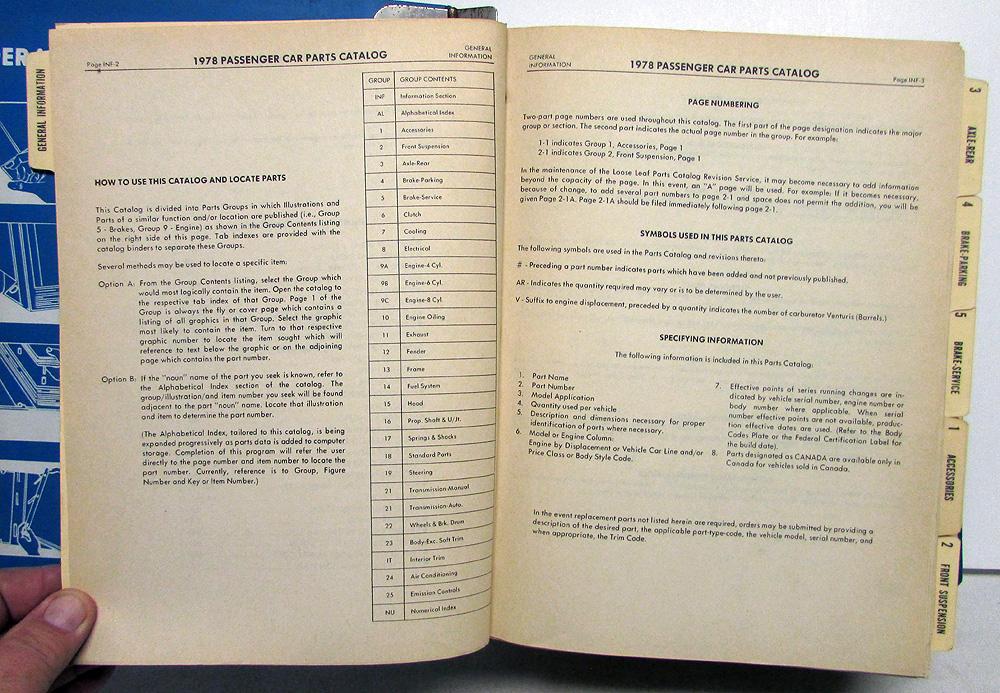 ER
GENERAL INFORMATION
Page INF-2
1978 PASSENGER CAR PARTS CATALOG
GENERAL
INFORMATION
HOW TO USE THIS CATALOG AND LOCATE PARTS
This Catalog is divided into Parts Groups in which Illustrations and
Parts of a similar function and/or location are published (i.e., Group
5 - Brakes, Group 9 - Engine) as shown in the Group Contents listing
on the right side of this page. Tab indexes are provided with the
catalog binders to separate these Groups.
Several methods may be used to locate a specific item:
Option A: From the Group Contents listing, select the Group which
would most logically contain the item. Open the catalog to
the respective tab index of that Group. Page 1 of the
Group is always the fly or cover page which contains a
listing of all graphics in that Group. Select the graphic
most likely to contain the item. Turn to that respective
graphic number to locate the item sought which will
reference to text below the graphic or on the adjoining
page which contains the part number.
Option B: If the "noun" name of the part you seek is known, refer to
the Alphabetical Index section of the catalog. The
group/illustration/and item number you seek will be found
adjacent to the part "noun" name. Locate that illustration
and item to determine the part number.
(The Alphabetical Index, tailored to this catalog, is being
expanded progressively as parts data is added to computer
storage. Completion of this program will refer the user
directly to the page number and item number to locate the
part number. Currently, reference is to Group, Figure
Number and Key or Item Number.)
GROUP GROUP CONTENTS
INF Information Section
AL Alphabetical Index
1 Accessories
2 Front Suspension
3 Axle-Rear
4 Brake Parking
5 Brake-Service
6 Clutch
7 Cooling
8 Electrical
9A Engine-4 Cyl.
9B Engine-6 Cyl.
9C Engine-8 Cyl.
10 Engine Oiling
11 Exhaust
12 Fender
13 Frame
14 Fuel System
15 Hood
16 Prop. Shaft & U/Jt.
17 Springs & Shocks
18 Standard Parts
19 Steering
21 Transmission-Manual
21 Transmission-Auto.
22 Wheels & Brk. Drum
23 Body-Exc. Soft Trim
IT Interior Trim
24 Air Conditioning
25 Emission Controls
NU Numerical Index
GENERAL
INFORMATION
1978 PASSENGER CAR PARTS CATALOG
Page INF-3
PAGE NUMBERING
Two-part page numbers are used throughout this catalog. The first part of the page designation indicates the major
group or section. The second part indicates the actual page number in the group. For example:
1-1 indicates Group 1, Accessories, Page 1
2-1 indicates Group 2, Front Suspension, Page 1
In the maintenance of the Loose Leaf Parts Catalog Revision Service, it may become necessary to add information
beyond the capacity of the page. In this event, an "A" page will be used. For example: If it becomes necessary,
because of change, to add several part numbers to page 2-1 and space does not permit the addition, you will be
given Page 2-1A. Page 2-1A should be filed immediately following page 2-1.
SYMBOLS USED IN THIS PARTS CATALOG
The following symbols are used in the Parts Catalog and revisions thereto:
# - Preceding a part number indicates parts which have been added and not previously published.
AR - Indicates the quantity required may vary or is to be determined by the user.
V - Suffix to engine displacement, preceded by a quantity indicates the number of carburetor Venturis (Barrels.)
SPECIFYING INFORMATION
The following information is included in this Parts Catalog:
1. Part Name
2. Part Number
3. Model Application
4. Quantity used per vehicle
5. Description and dimensions necessary for proper
identification of parts where necessary.
6. Model or Engine Column:
Engine by Displacement or Vehicle Car Line and/or
Price Class or Body Style Code.
7. Effective points of series running changes are in-
dicated by vehicle serial number, engine number or
body number where applicable. When serial
number effective points are not available, produc-
tion effective dates are used. (Refer to the Body
Codes Plate or the Federal Certification Label for
the build date).
8. Parts designated as CANADA are available only in
Canada for vehicles sold in Canada.
In the event replacement parts not listed herein are required, orders may be submitted by providing a
description of the desired part, the applicable part-type-code, the vehicle model, serial number, and
when appropriate, the Trim Code.
3 AXLE-REAR
4 BRAKE-PARKING
5 BRAKE-SERVICE
1 ACCESSORIES
2 FRONT SUSPENSION